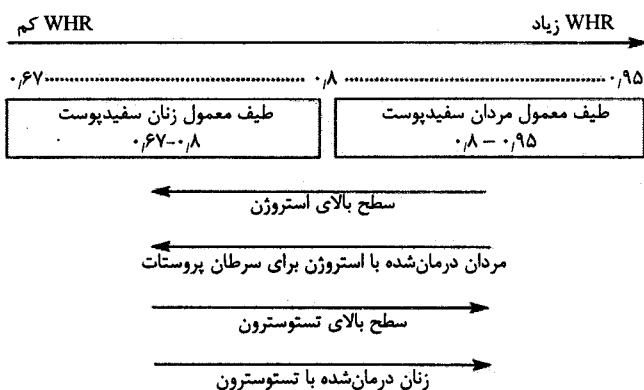 WHR کم
WHR زیاد
۰٫۶۷ ۰٫۸ ۰٫۹۵
طیف معمول زنان سفیدپوست
۰٫۶۷-۰٫۸
طیف معمول مردان سفیدپوست
۰٫۸ – ۰٫۹۵
سطح بالای استروژن
مردان درمان‌شده با استروژن برای سرطان پروستات
سطح بالای تستوسترون
زنان درمان‌شده با تستوسترون